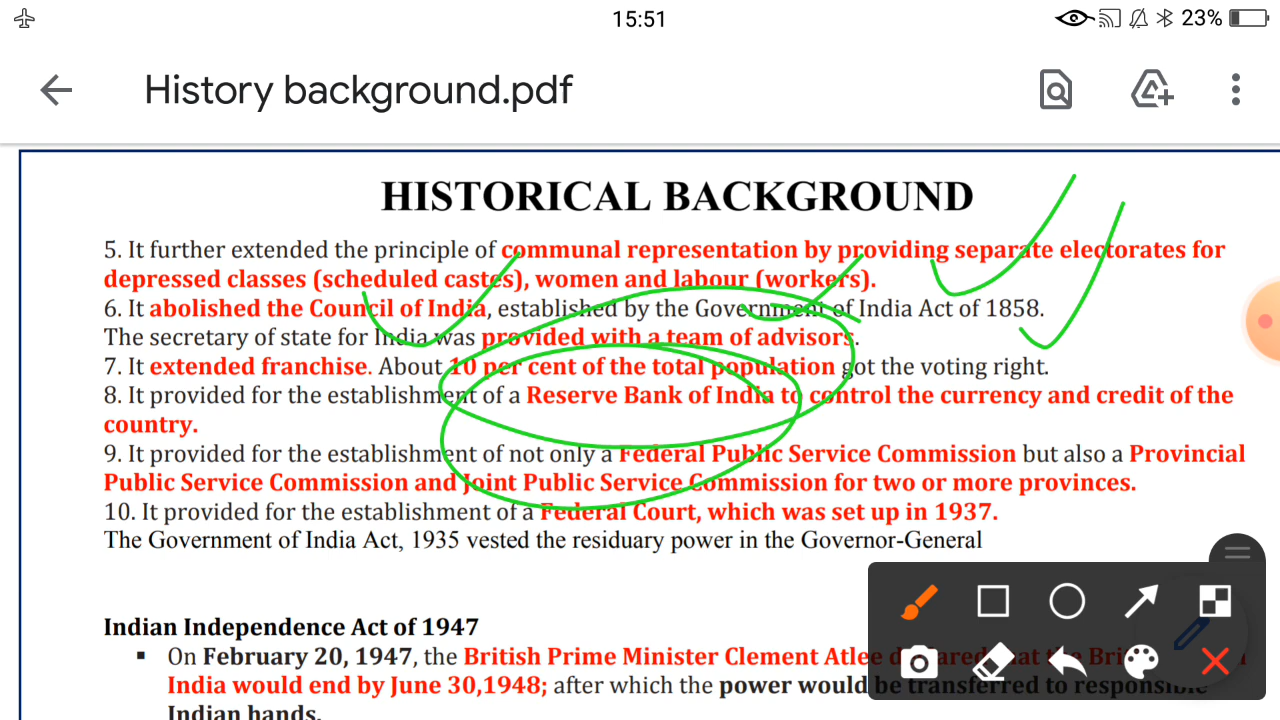 15:51
23%
History background.pdf
HISTORICAL BACKGROUND
5. It further extended the principle of communal representation by providing separate electorates for
depressed classes (scheduled castes), women and labour (workers).
6. It abolished the Council of India, established by the Government of India Act of 1858.
The secretary of state for India was provided with a team of advisors.
7. It extended franchise. About 10 per cent of the total population got the voting right.
8. It provided for the establishment of a Reserve Bank of India to control the currency and credit of the
country.
9. It provided for the establishment of not only a Federal Public Service Commission but also a Provincial
Public Service Commission and Joint Public Service Commission for two or more provinces.
10. It provided for the establishment of a Federal Court, which was set up in 1937.
The Government of India Act, 1935 vested the residuary power in the Governor-General
Indian Independence Act of 1947
▪ On February 20, 1947, the British Prime Minister Clement Atlee declared that the
India would end by June 30,1948; after which the power would be transferred to responsible
Indian hands.